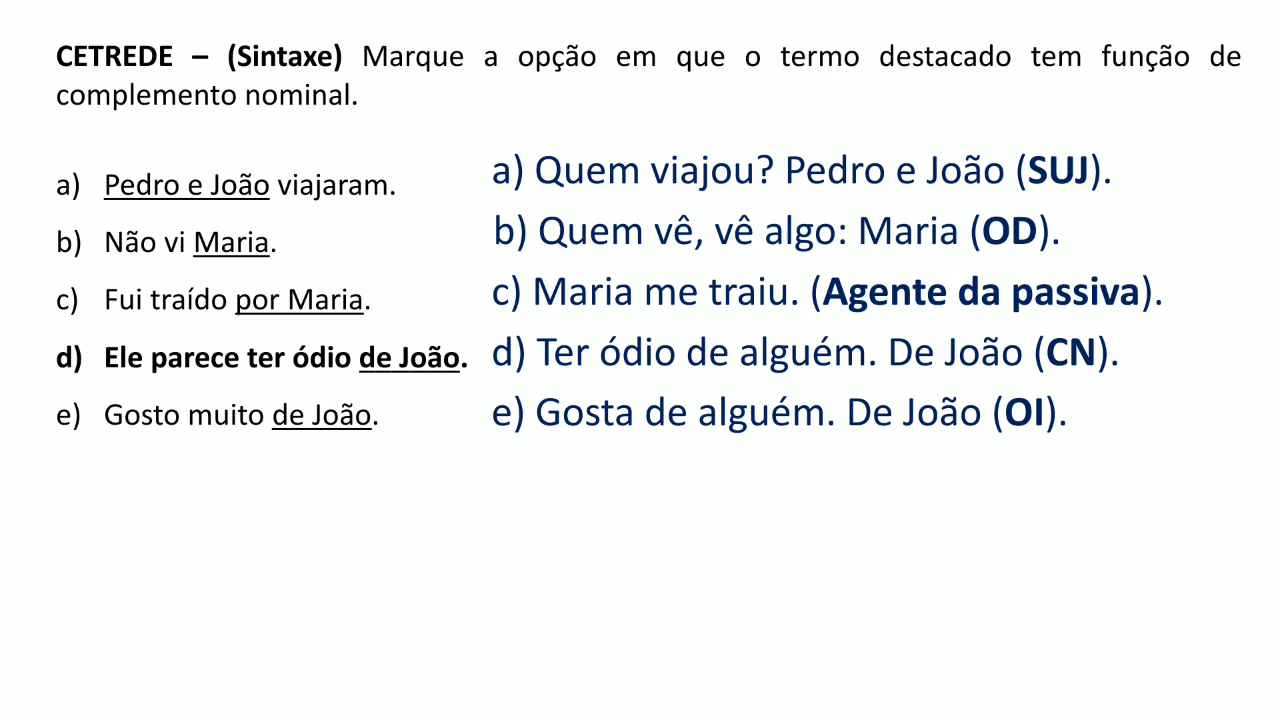 CETREDE – (Sintaxe) Marque a opção em que o termo destacado tem função de
complemento nominal.
a) Pedro e João viajaram.
b) Não vi Maria.
c) Fui traído por Maria.
d) Ele parece ter ódio de João.
e) Gosto muito de João.
a) Quem viajou? Pedro e João (SUJ).
b) Quem vê, vê algo: Maria (OD).
c) Maria me traiu. (Agente da passiva).
d) Ter ódio de alguém. De João (CN).
e) Gosta de alguém. De João (OI).